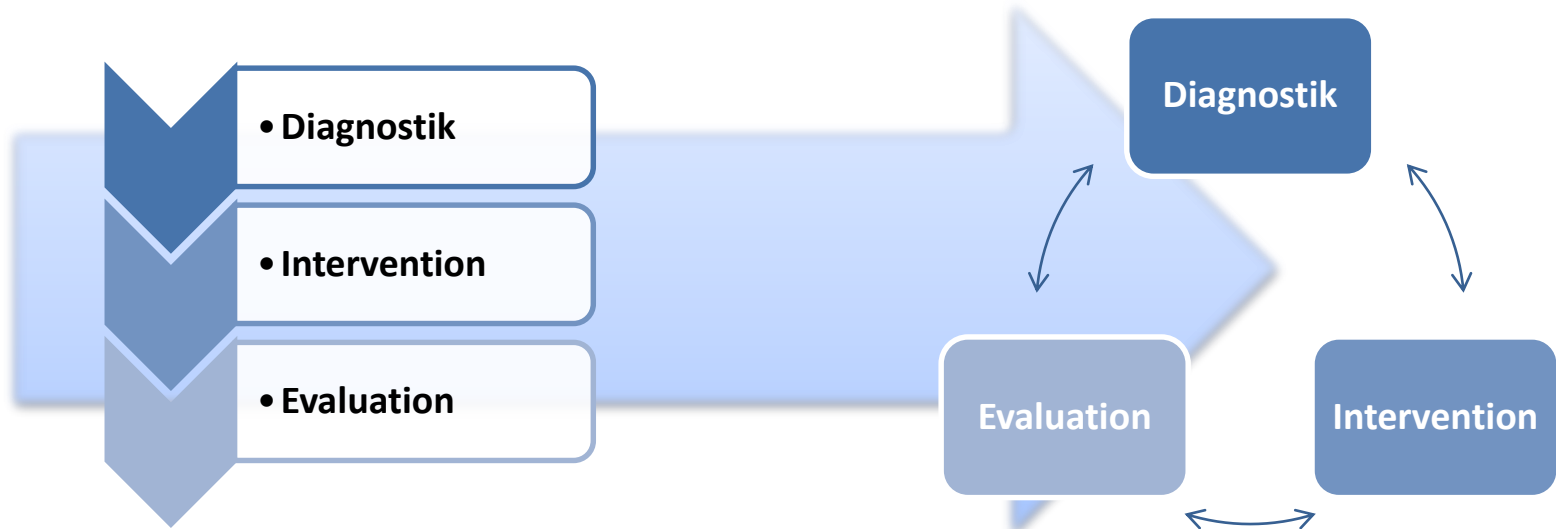 • Diagnostik
• Intervention
• Evaluation
Diagnostik
Evaluation
Intervention